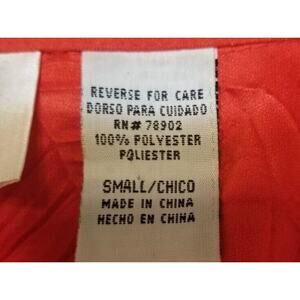 REVERSE FOR CARE
DORSO PARA CUIDADO
RN# 78902
100% POLYESTER
POLIESTER
SMALL/CHICO
MADE IN CHINA
HECHO EN CHINA